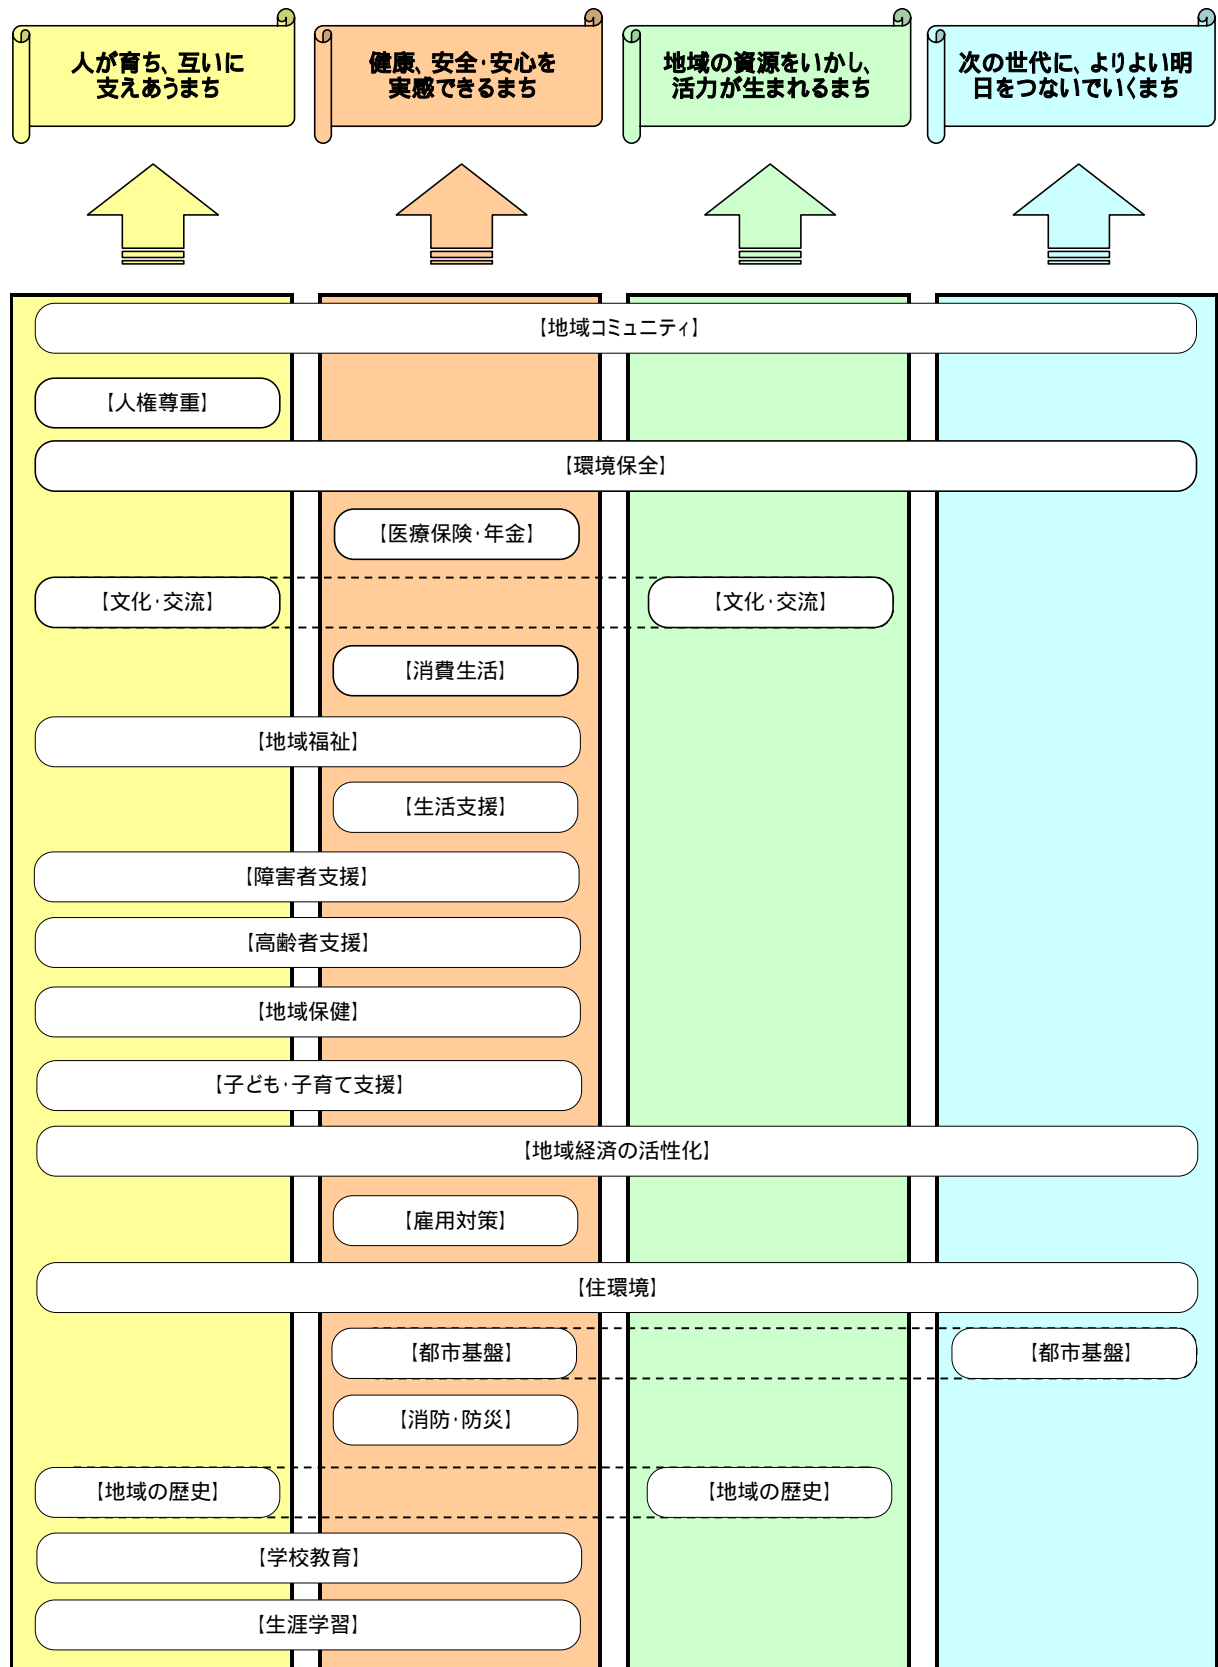 人が育ち、互いに
支えあうまち
健康、安全・安心を
実感できるまち
地域の資源をいかし、
活力が生まれるまち
次の世代に、よりよい明
日をつないでいくまち
【地域コミュニティ】
【人権尊重】
【環境保全】
【医療保険・年金】
【文化・交流】
【文化・交流】
【消費生活】
【地域福祉】
【生活支援】
【障害者支援】
【高齢者支援】
【地域保健】
【子ども・子育て支援】
【地域経済の活性化】
【雇用対策】
【住環境】
【都市基盤】
【都市基盤】
【消防・防災】
【地域の歴史】
【地域の歴史】
【学校教育】
【生涯学習】